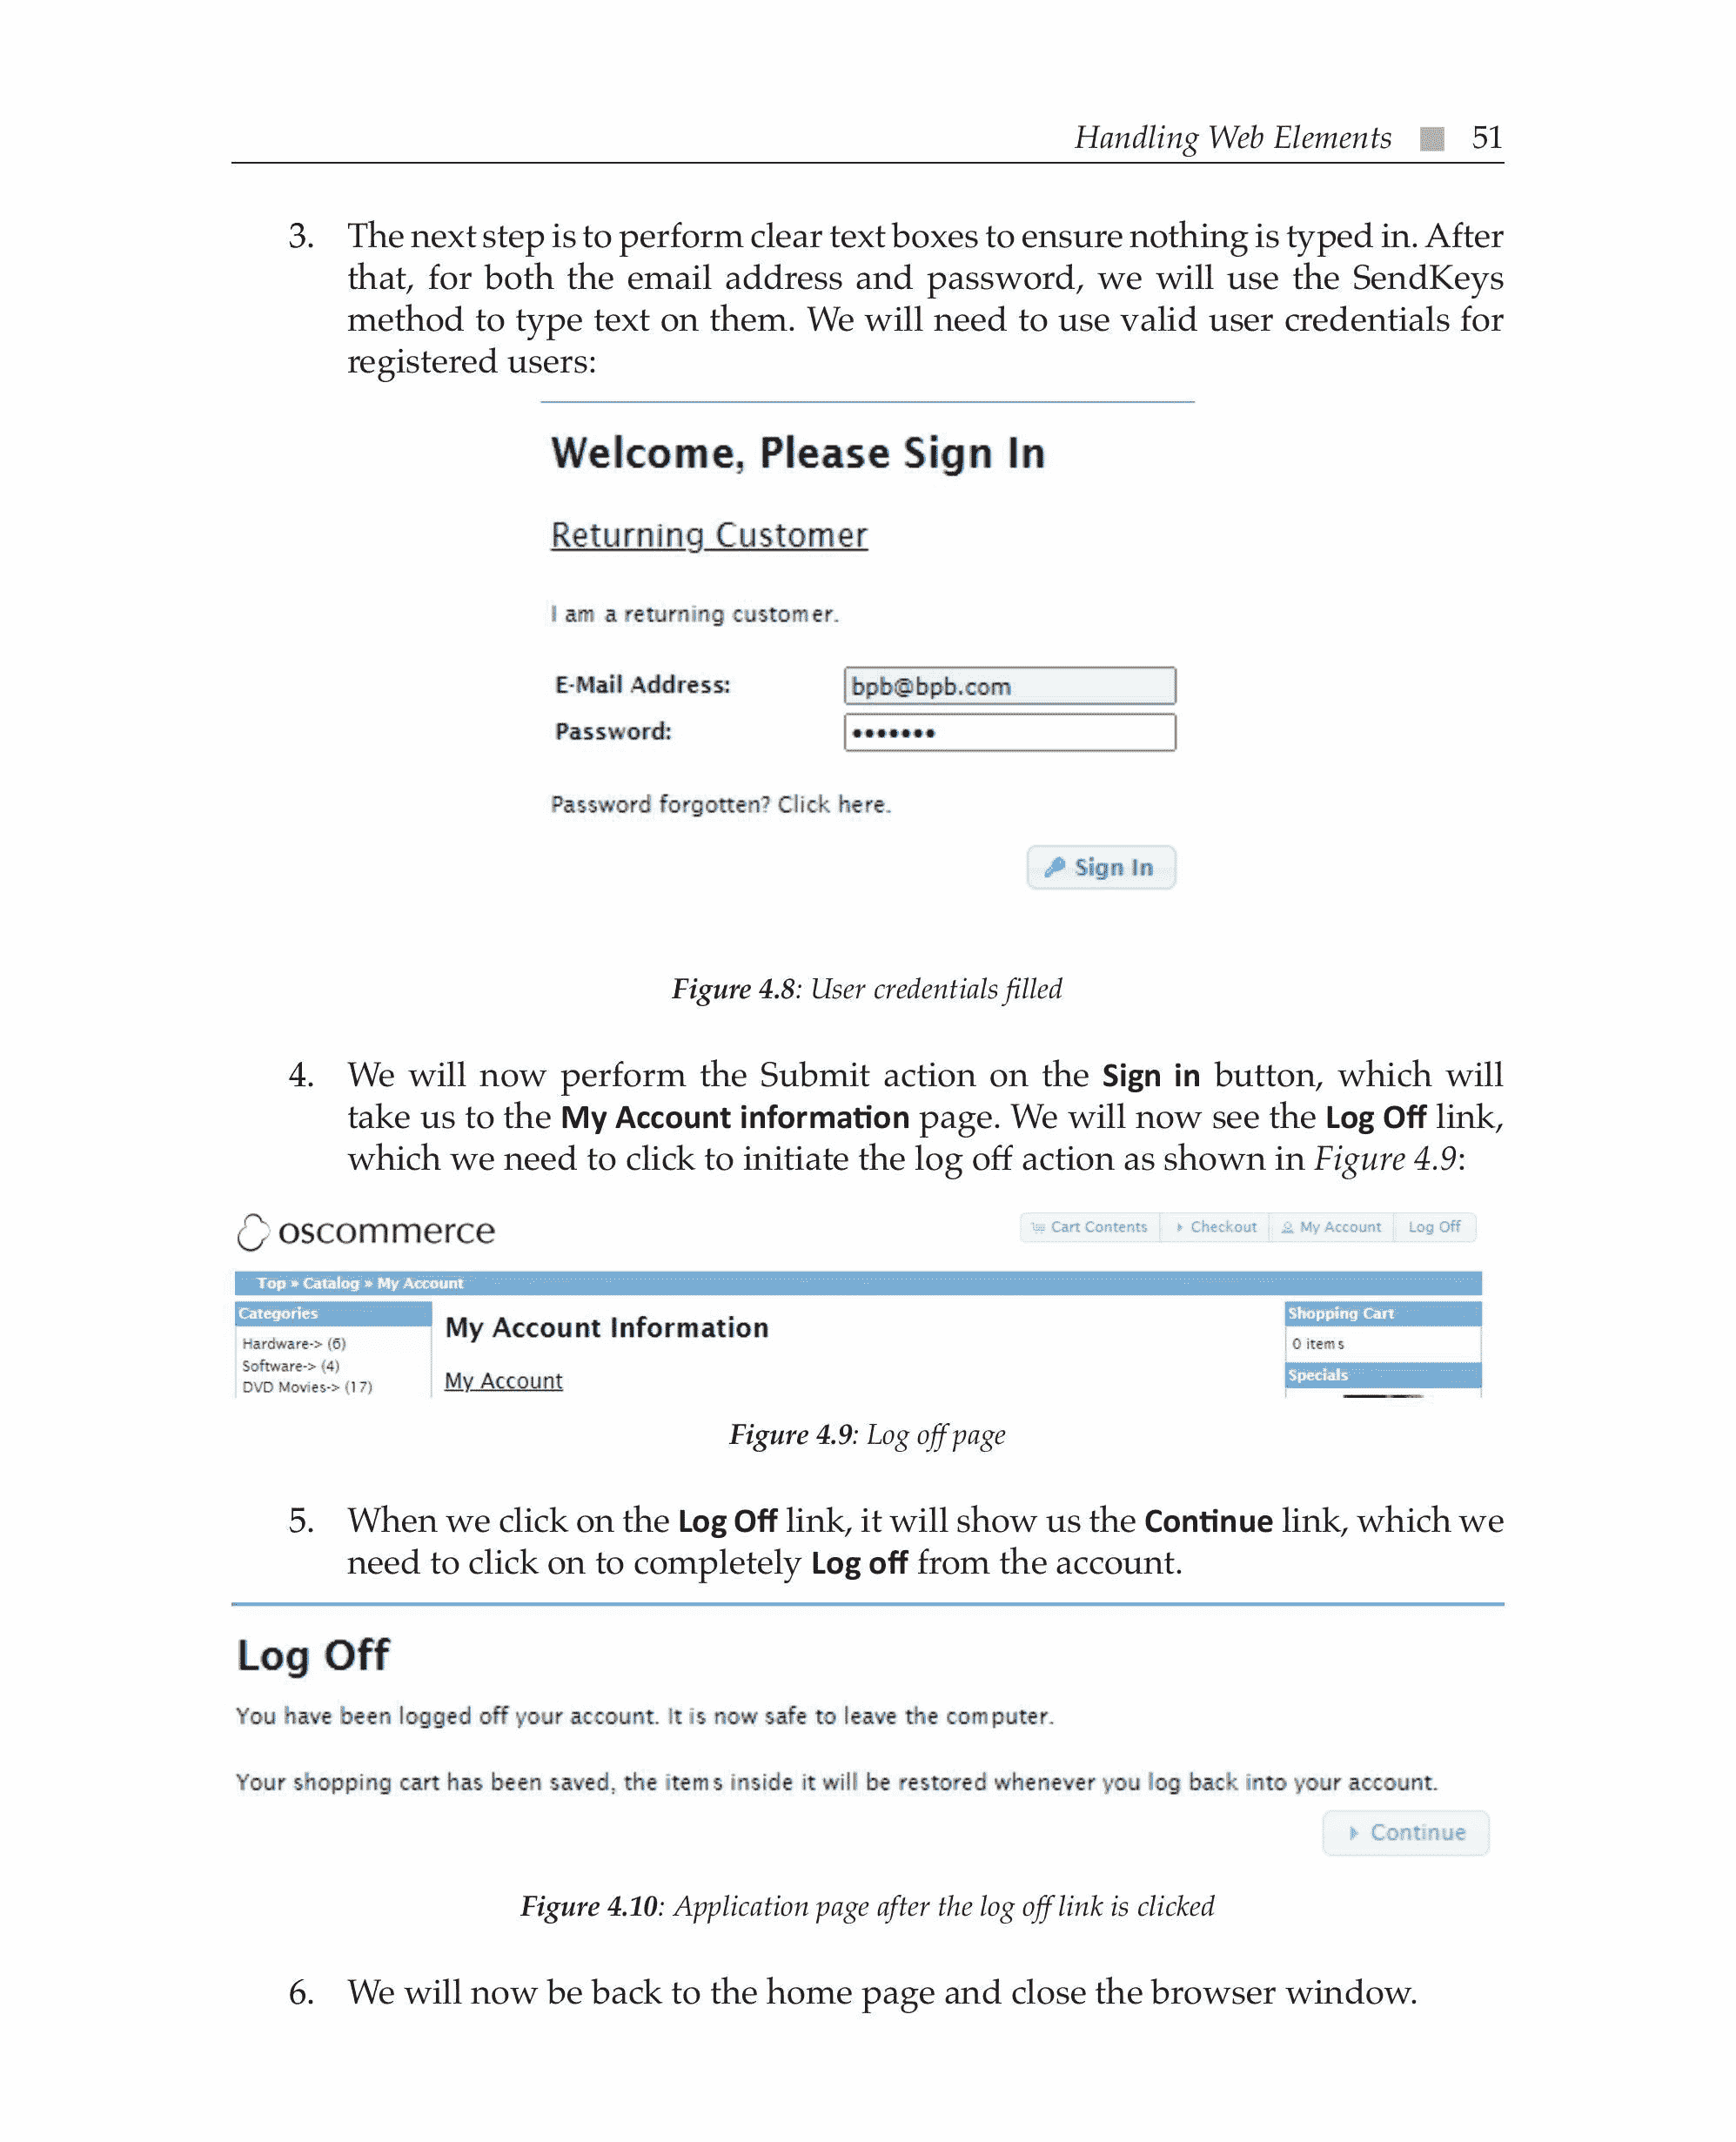 Handling Web Elements 51
3. The next step is to perform clear text boxes to ensure nothing is typed in. After
that, for both the email address and password, we will use the SendKeys
method to type text on them. We will need to use valid user credentials for
registered users:
Welcome, Please Sign In
Returning Customer
I am a returning customer.
E-Mail Address: bpb@bpb.com
Password: •••••••
Password forgotten? Click here.
Sign In
Figure 4.8: User credentials filled
4. We will now perform the Submit action on the Sign in button, which will
take us to the My Account information page. We will now see the Log Off link,
which we need to click to initiate the log off action as shown in Figure 4.9:
oscommerce Cart Contents Checkout My Account Log Off
Top » Catalog » My Account
Categories
Hardware-> (6)
Software-> (4)
DVD Movies-> (17)
My Account Information
My Account
Shopping Cart
0 items
Specials
Figure 4.9: Log off page
5. When we click on the Log Off link, it will show us the Continue link, which we
need to click on to completely Log off from the account.
Log Off
You have been logged off your account. It is now safe to leave the computer.
Your shopping cart has been saved, the items inside it will be restored whenever you log back into your account.
Continue
Figure 4.10: Application page after the log off link is clicked
6. We will now be back to the home page and close the browser window.